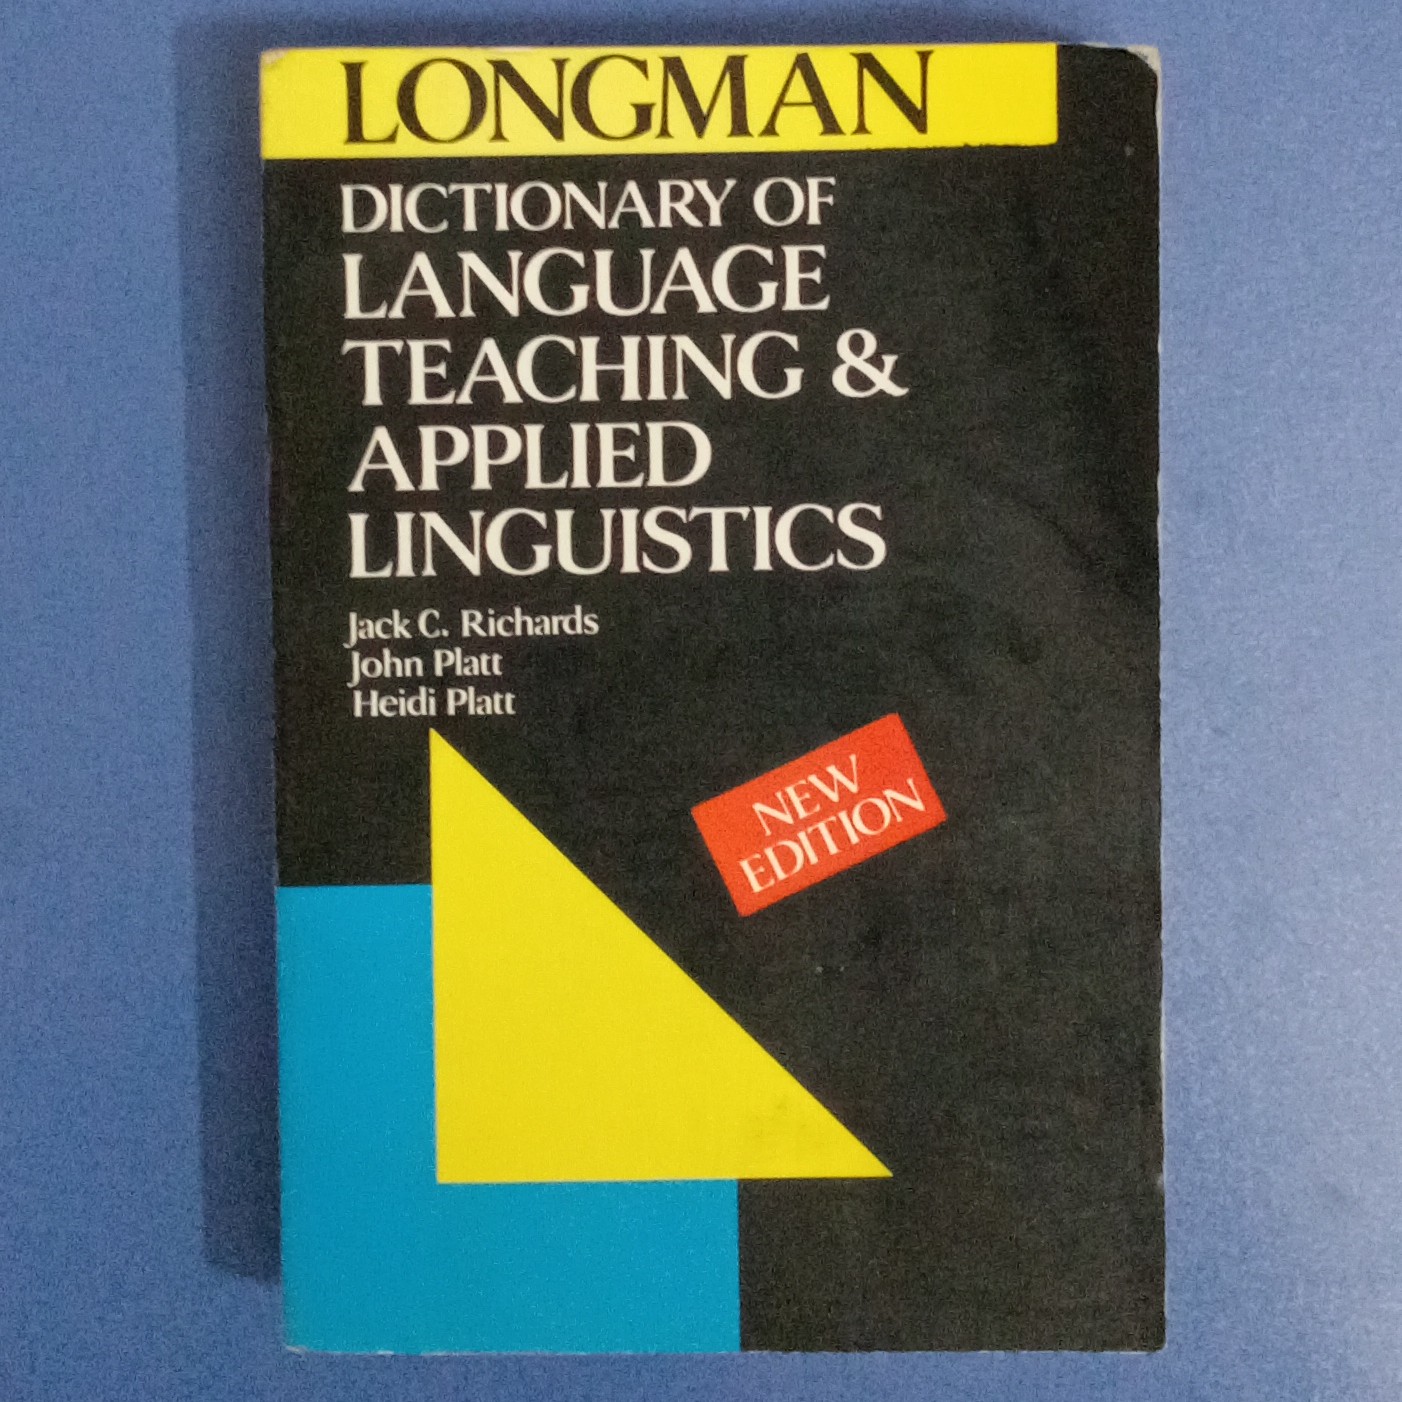 LONGMAN
DICTIONARY OF
LANGUAGE
TEACHING &
APPLIED
LINGUISTICS
Jack C. Richards
John Platt
Heidi Platt
NEW
EDITION